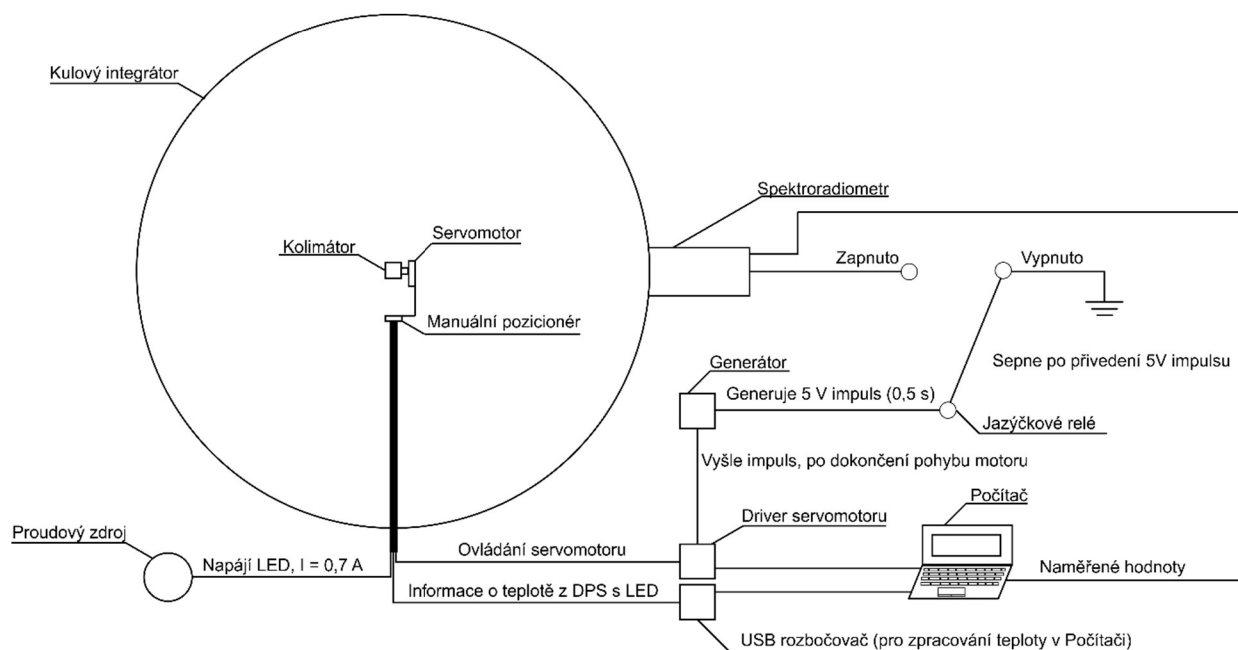 Kulový integrátor
Spektroradiometr
Servomotor
Kolimátor
Zapnuto
Vypnuto
Manuální pozicionér
Sepne po přivedení 5V impulsu
Generátor
Generuje 5 V impuls (0,5 s)
Jazýčkové relé
Vyšle impuls, po dokončení pohybu motoru
Počítač
Proudový zdroj
Driver servomotoru
Ovládání servomotoru
Napájí LED, I = 0,7 A
Naměřené hodnoty
Informace o teplotě z DPS s LED
USB rozbočovač (pro zpracování teploty v Počítači)